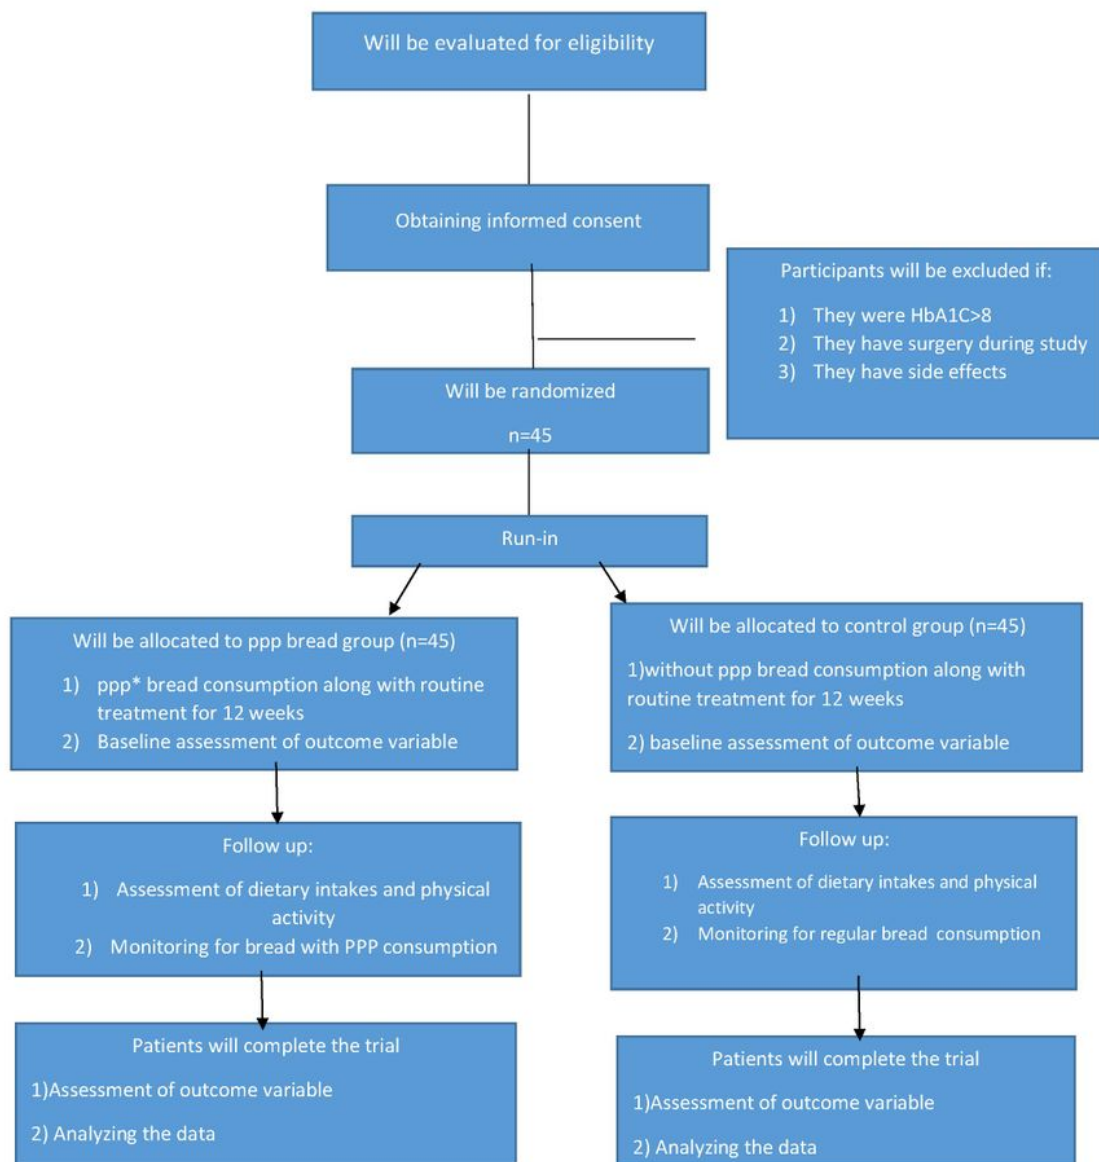 Will be evaluated for eligibility
Obtaining informed consent
Participants will be excluded if:
1) They were HbA1C>8
2) They have surgery during study
3) They have side effects
Will be randomized
n=45
Run-in
Will be allocated to ppp bread group (n=45)
1) ppp* bread consumption along with routine
treatment for 12 weeks
2) Baseline assessment of outcome variable
Will be allocated to control group (n=45)
1)without ppp bread consumption along with
routine treatment for 12 weeks
2) baseline assessment of outcome variable
Follow up:
1) Assessment of dietary intakes and physical
activity
2) Monitoring for bread with PPP consumption
Follow up:
1) Assessment of dietary intakes and physical
activity
2) Monitoring for regular bread consumption
Patients will complete the trial
1)Assessment of outcome variable
2) Analyzing the data
Patients will complete the trial
1)Assessment of outcome variable
2) Analyzing the data